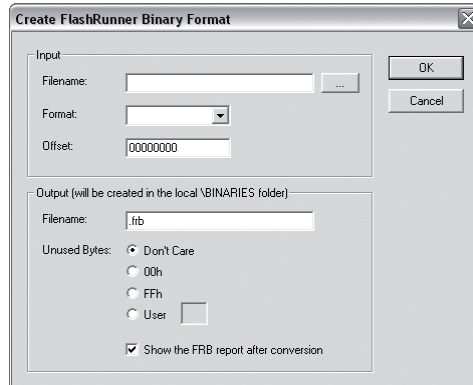 Create FlashRunner Binary Format
Input
Filename:
...
Format:
Offset:
00000000
OK
Cancel
Output (will be created in the local \BINARIES folder)
Filename:
.frb
Unused Bytes:
Don't Care
00h
FFh
User
Show the FRB report after conversion